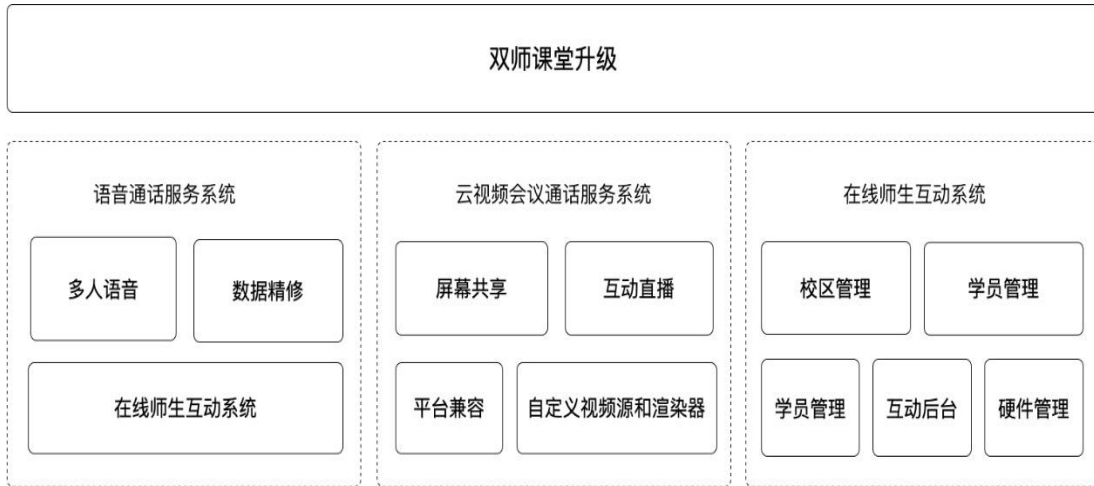 双师课堂升级
语音通话服务系统
云视频会议通话服务系统
在线师生互动系统
多人语音
数据精修
屏幕共享
互动直播
校区管理
学员管理
在线师生互动系统
平台兼容
自定义视频源和渲染器
学员管理
互动后台
硬件管理